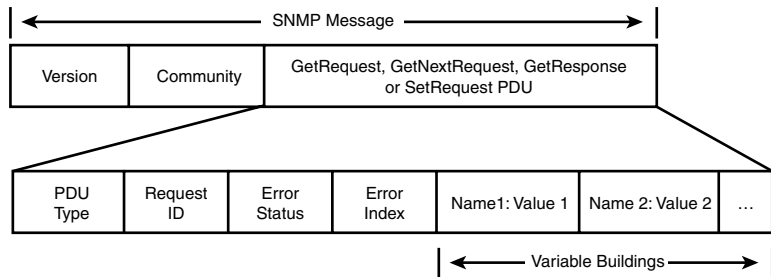 SNMP Message
Version
Community
GetRequest, GetNextRequest, GetResponse
or SetRequest PDU
PDU
Type
Request
ID
Error
Status
Error
Index
Name1: Value 1
Name 2: Value 2
...
Variable Buildings